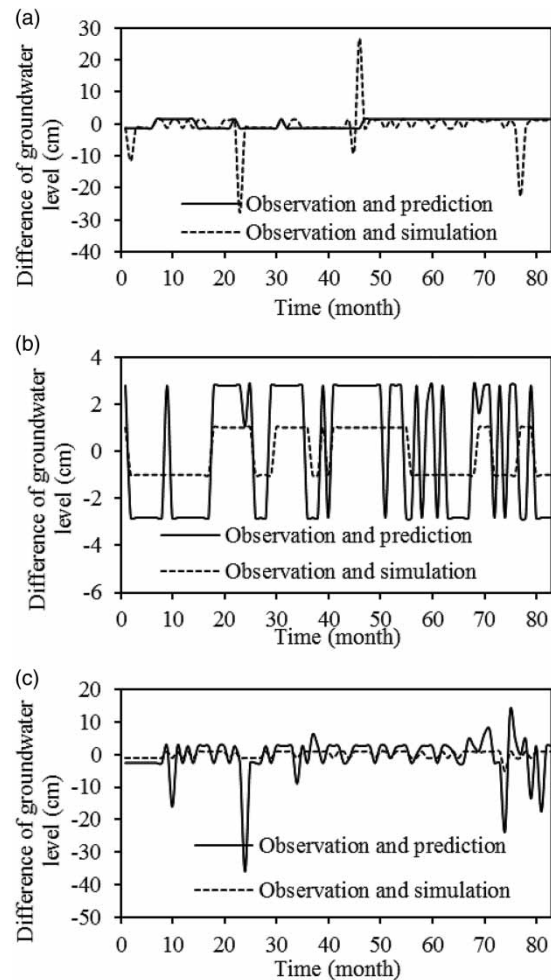 (a)
Difference of groundwater
level (cm)
30
20
10
0
-10
-20
-30
-40
Observation and prediction
Observation and simulation
0 10 20 30 40 50 60 70 80
Time (month)
(b)
Difference of groundwater
level (cm)
4
2
0
-2
-4
-6
Observation and prediction
Observation and simulation
0 10 20 30 40 50 60 70 80
Time (month)
(c)
Difference of groundwater
level (cm)
20
10
0
-10
-20
-30
-40
-50
Observation and prediction
Observation and simulation
0 10 20 30 40 50 60 70 80
Time (month)